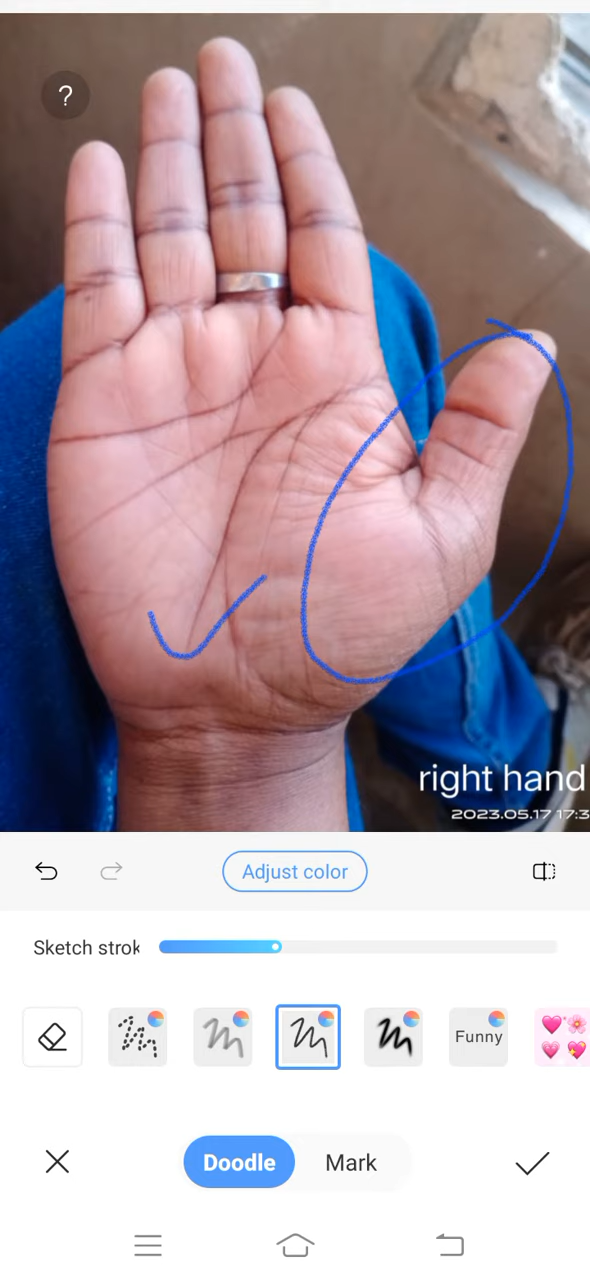 ?
right hand
2023.05.17 17:3
Adjust color
Sketch strok
Funny
Doodle
Mark